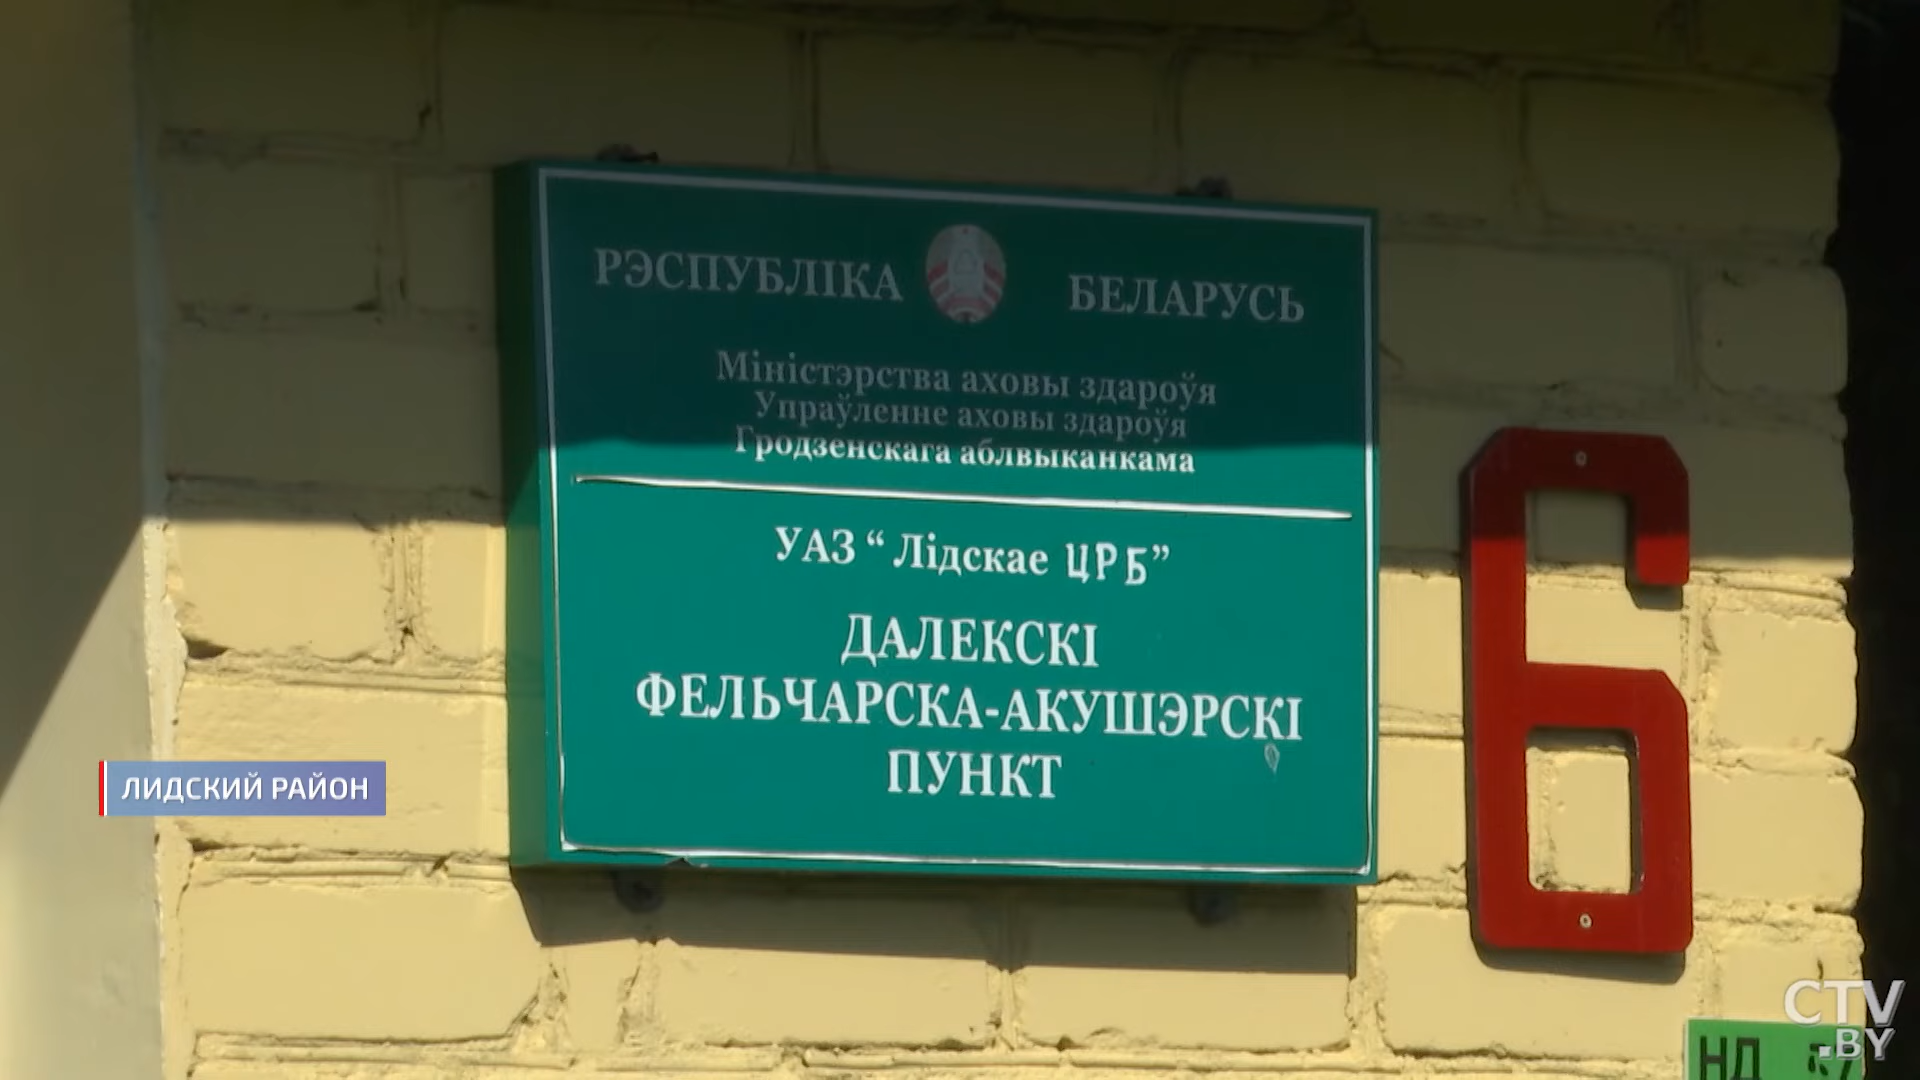 РЭСПУБЛІКА БЕЛАРУСЬ
Міністэрства аховы здароўя
Упраўленне аховы здароўя
Гродзенскага аблвыканкама
УАЗ “ Лідскае ЦРБ”
ДАЛЕКСКІ
ФЕЛЬЧАРСКА-АКУШЭРСКІ
ПУНКТ
6
ЛИДСКИЙ РАЙОН
CTV
.BY
НД